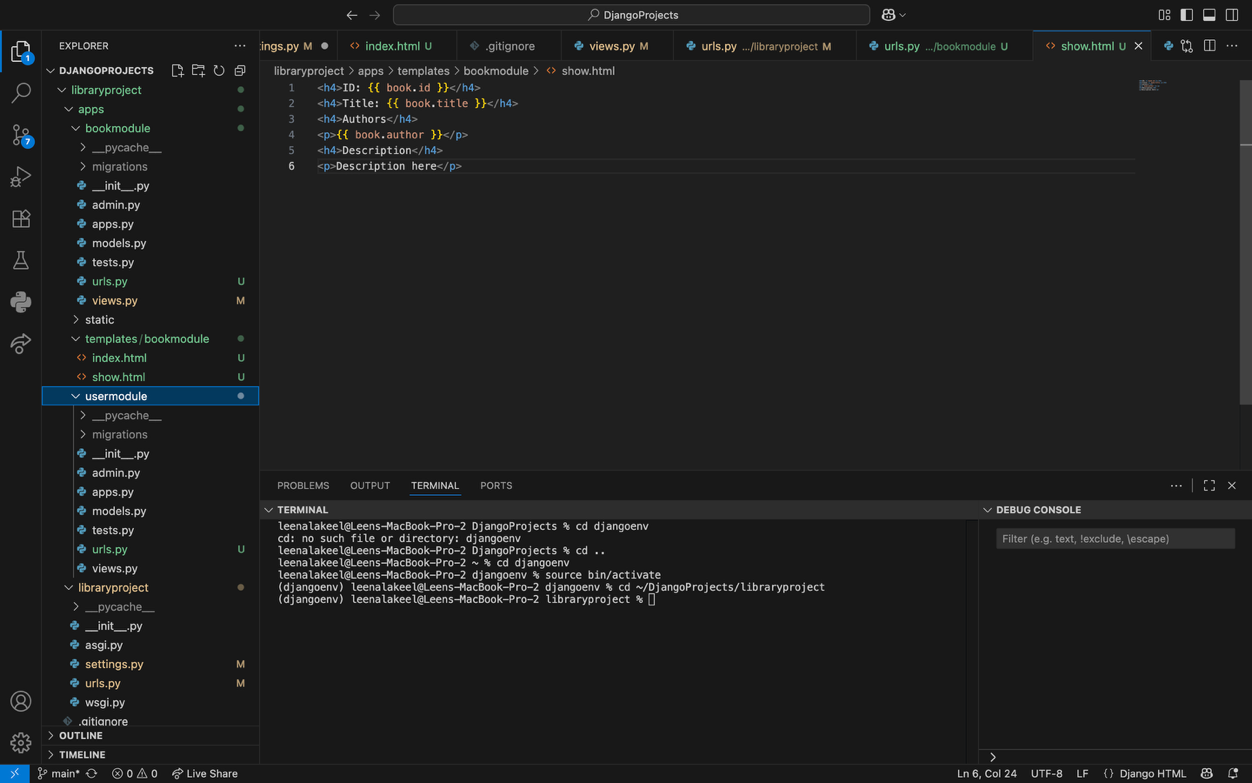 DjangoProjects
EXPLORER
tings.py M
index.html U
.gitignore
views.py M
urls.py .../libraryproject M
urls.py .../bookmodule U
show.html U
1
7
DJANGOPROJECTS
libraryproject
apps
bookmodule
__pycache__
migrations
__init__.py
admin.py
apps.py
models.py
tests.py
urls.py U
views.py M
static
templates/bookmodule
index.html U
show.html U
usermodule
__pycache__
migrations
__init__.py
admin.py
apps.py
models.py
tests.py
urls.py U
views.py
libraryproject
__pycache__
__init__.py
asgi.py
settings.py M
urls.py M
wsgi.py
.gitignore
OUTLINE
TIMELINE
libraryproject > apps > templates > bookmodule > show.html
1 <h4>ID: {{ book.id }}</h4>
2 <h4>Title: {{ book.title }}</h4>
3 <h4>Authors</h4>
4 <p>{{ book.author }}</p>
5 <h4>Description</h4>
6 <p>Description here</p>
PROBLEMS OUTPUT TERMINAL PORTS
TERMINAL
leenalakeel@Leens-MacBook-Pro-2 DjangoProjects % cd djangoenv
cd: no such file or directory: djangoenv
leenalakeel@Leens-MacBook-Pro-2 DjangoProjects % cd ..
leenalakeel@Leens-MacBook-Pro-2 ~ % cd djangoenv
leenalakeel@Leens-MacBook-Pro-2 djangoenv % source bin/activate
(djangoenv) leenalakeel@Leens-MacBook-Pro-2 djangoenv % cd ~/DjangoProjects/libraryproject
(djangoenv) leenalakeel@Leens-MacBook-Pro-2 libraryproject %
DEBUG CONSOLE
Filter (e.g. text, !exclude, \escape)
main* 0 0 Live Share
Ln 6, Col 24 UTF-8 LF Django HTML